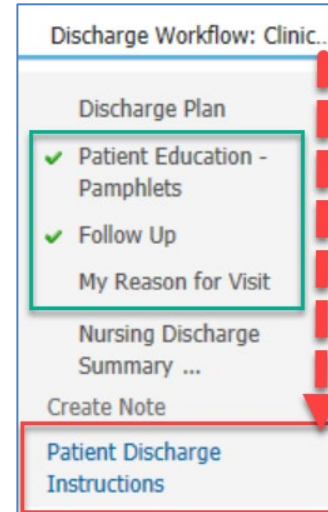 Discharge Workflow: Clinic...
Discharge Plan
Patient Education -
Pamphlets
Follow Up
My Reason for Visit
Nursing Discharge
Summary ...
Create Note
Patient Discharge
Instructions